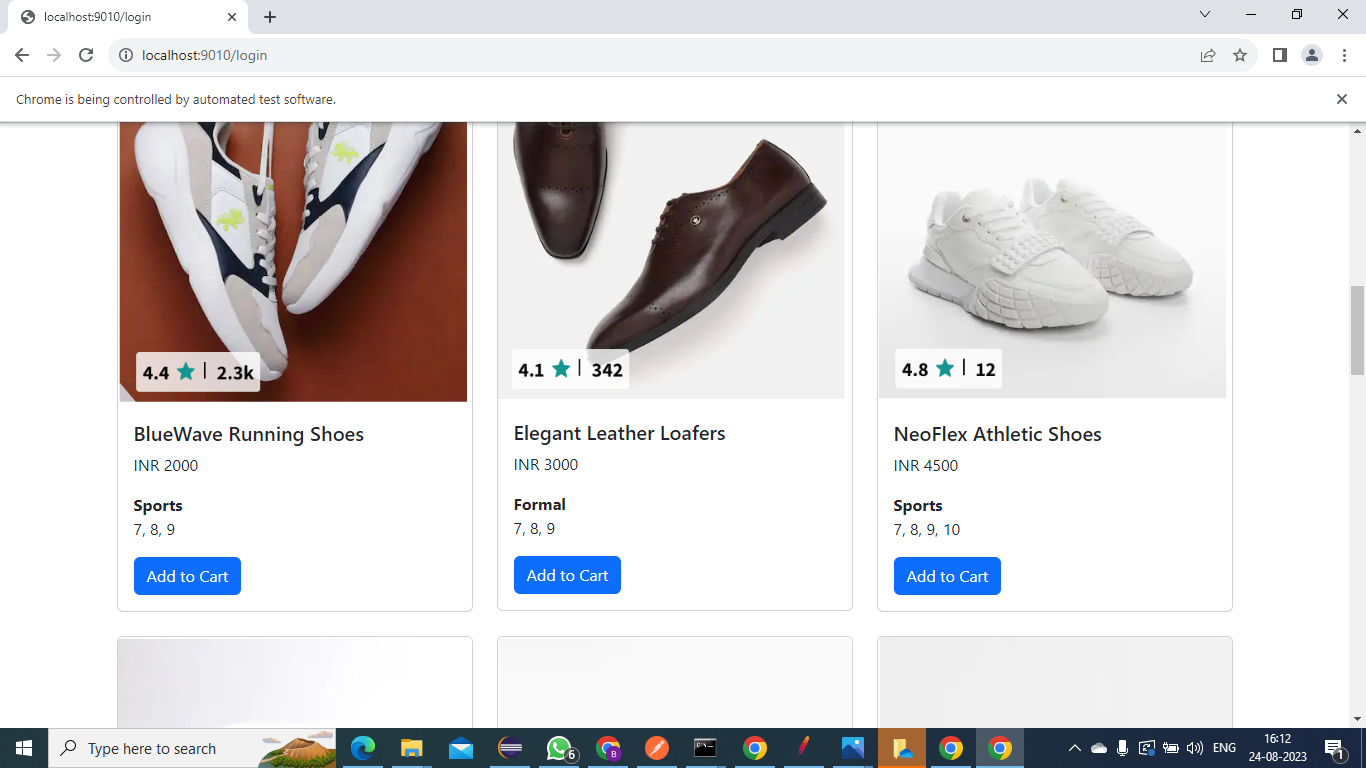 localhost:9010/login
localhost:9010/login
Chrome is being controlled by automated test software.
4.4 ★ | 2.3k
4.1 ★ | 342
4.8 ★ | 12
BlueWave Running Shoes
INR 2000
Sports
7, 8, 9
Add to Cart
Elegant Leather Loafers
INR 3000
Formal
7, 8, 9
Add to Cart
NeoFlex Athletic Shoes
INR 4500
Sports
7, 8, 9, 10
Add to Cart
Type here to search
6
B
ENG
16:12
24-08-2023
1